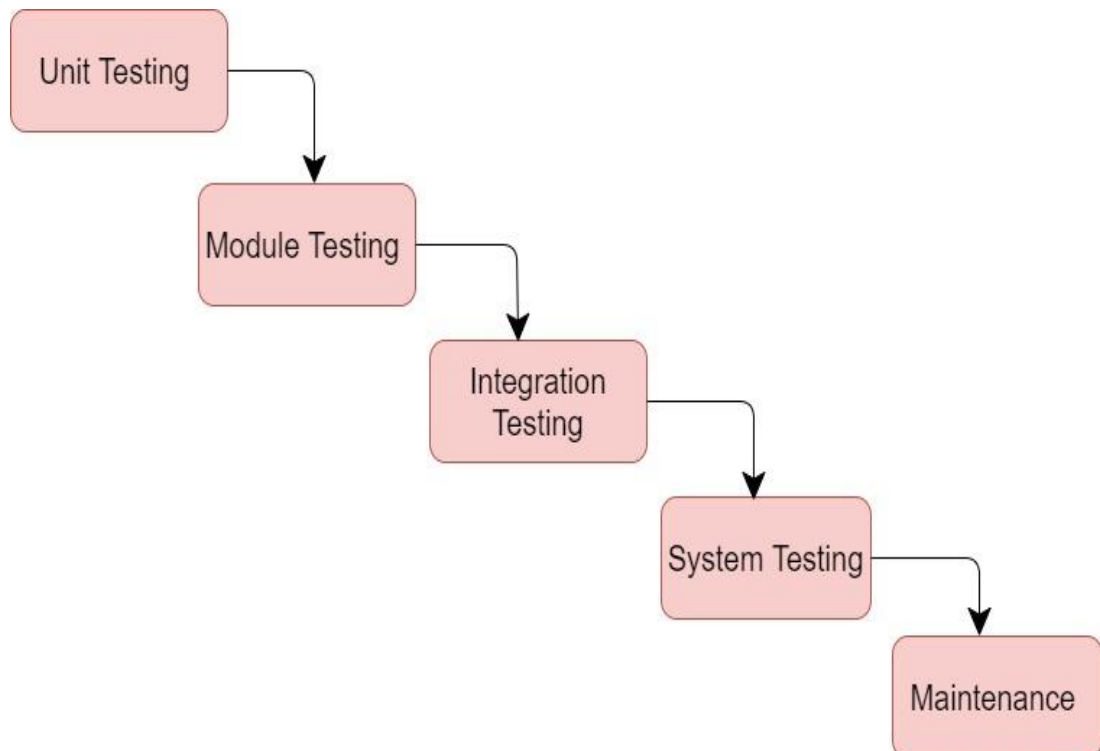 Unit Testing
Module Testing
Integration
Testing
System Testing
Maintenance